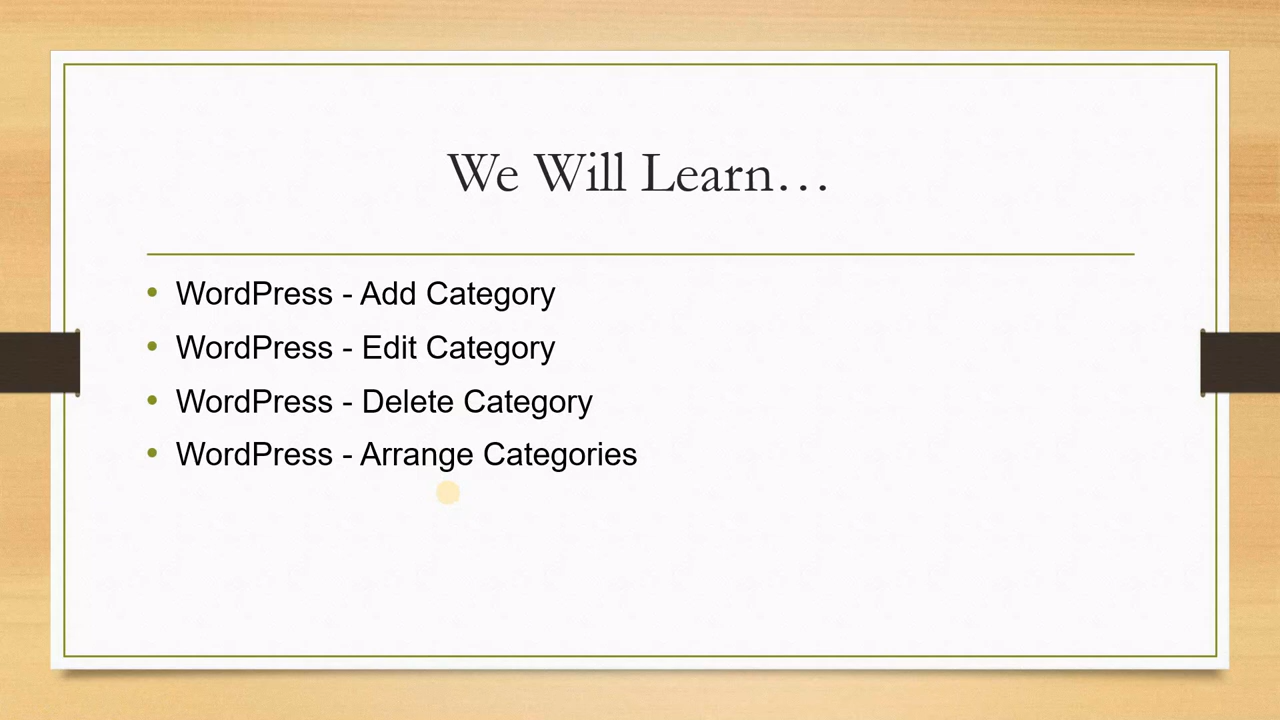 We Will Learn…
• WordPress - Add Category
• WordPress - Edit Category
• WordPress - Delete Category
• WordPress - Arrange Categories